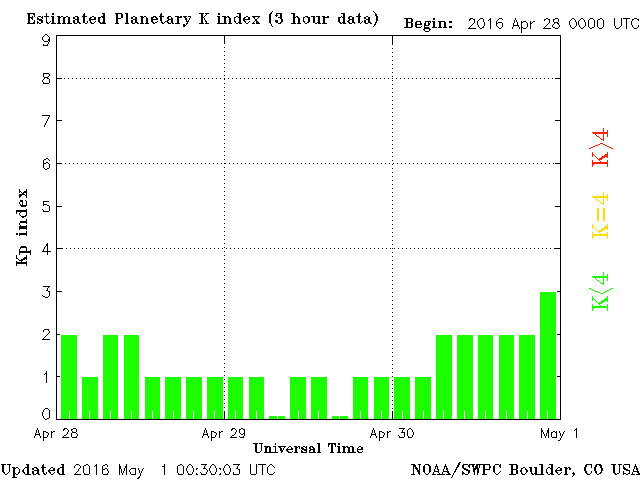 Estimated Planetary K index (3 hour data) Begin: 2016 Apr 28 0000 UTC
9
8
7
6
5
4
3
2
1
0
Kp index
K>4
K=4
K<4
Apr 28 Apr 29 Apr 30 May 1
Universal Time
Updated 2016 May 1 00:30:03 UTC NOAA/SWPC Boulder, CO USA